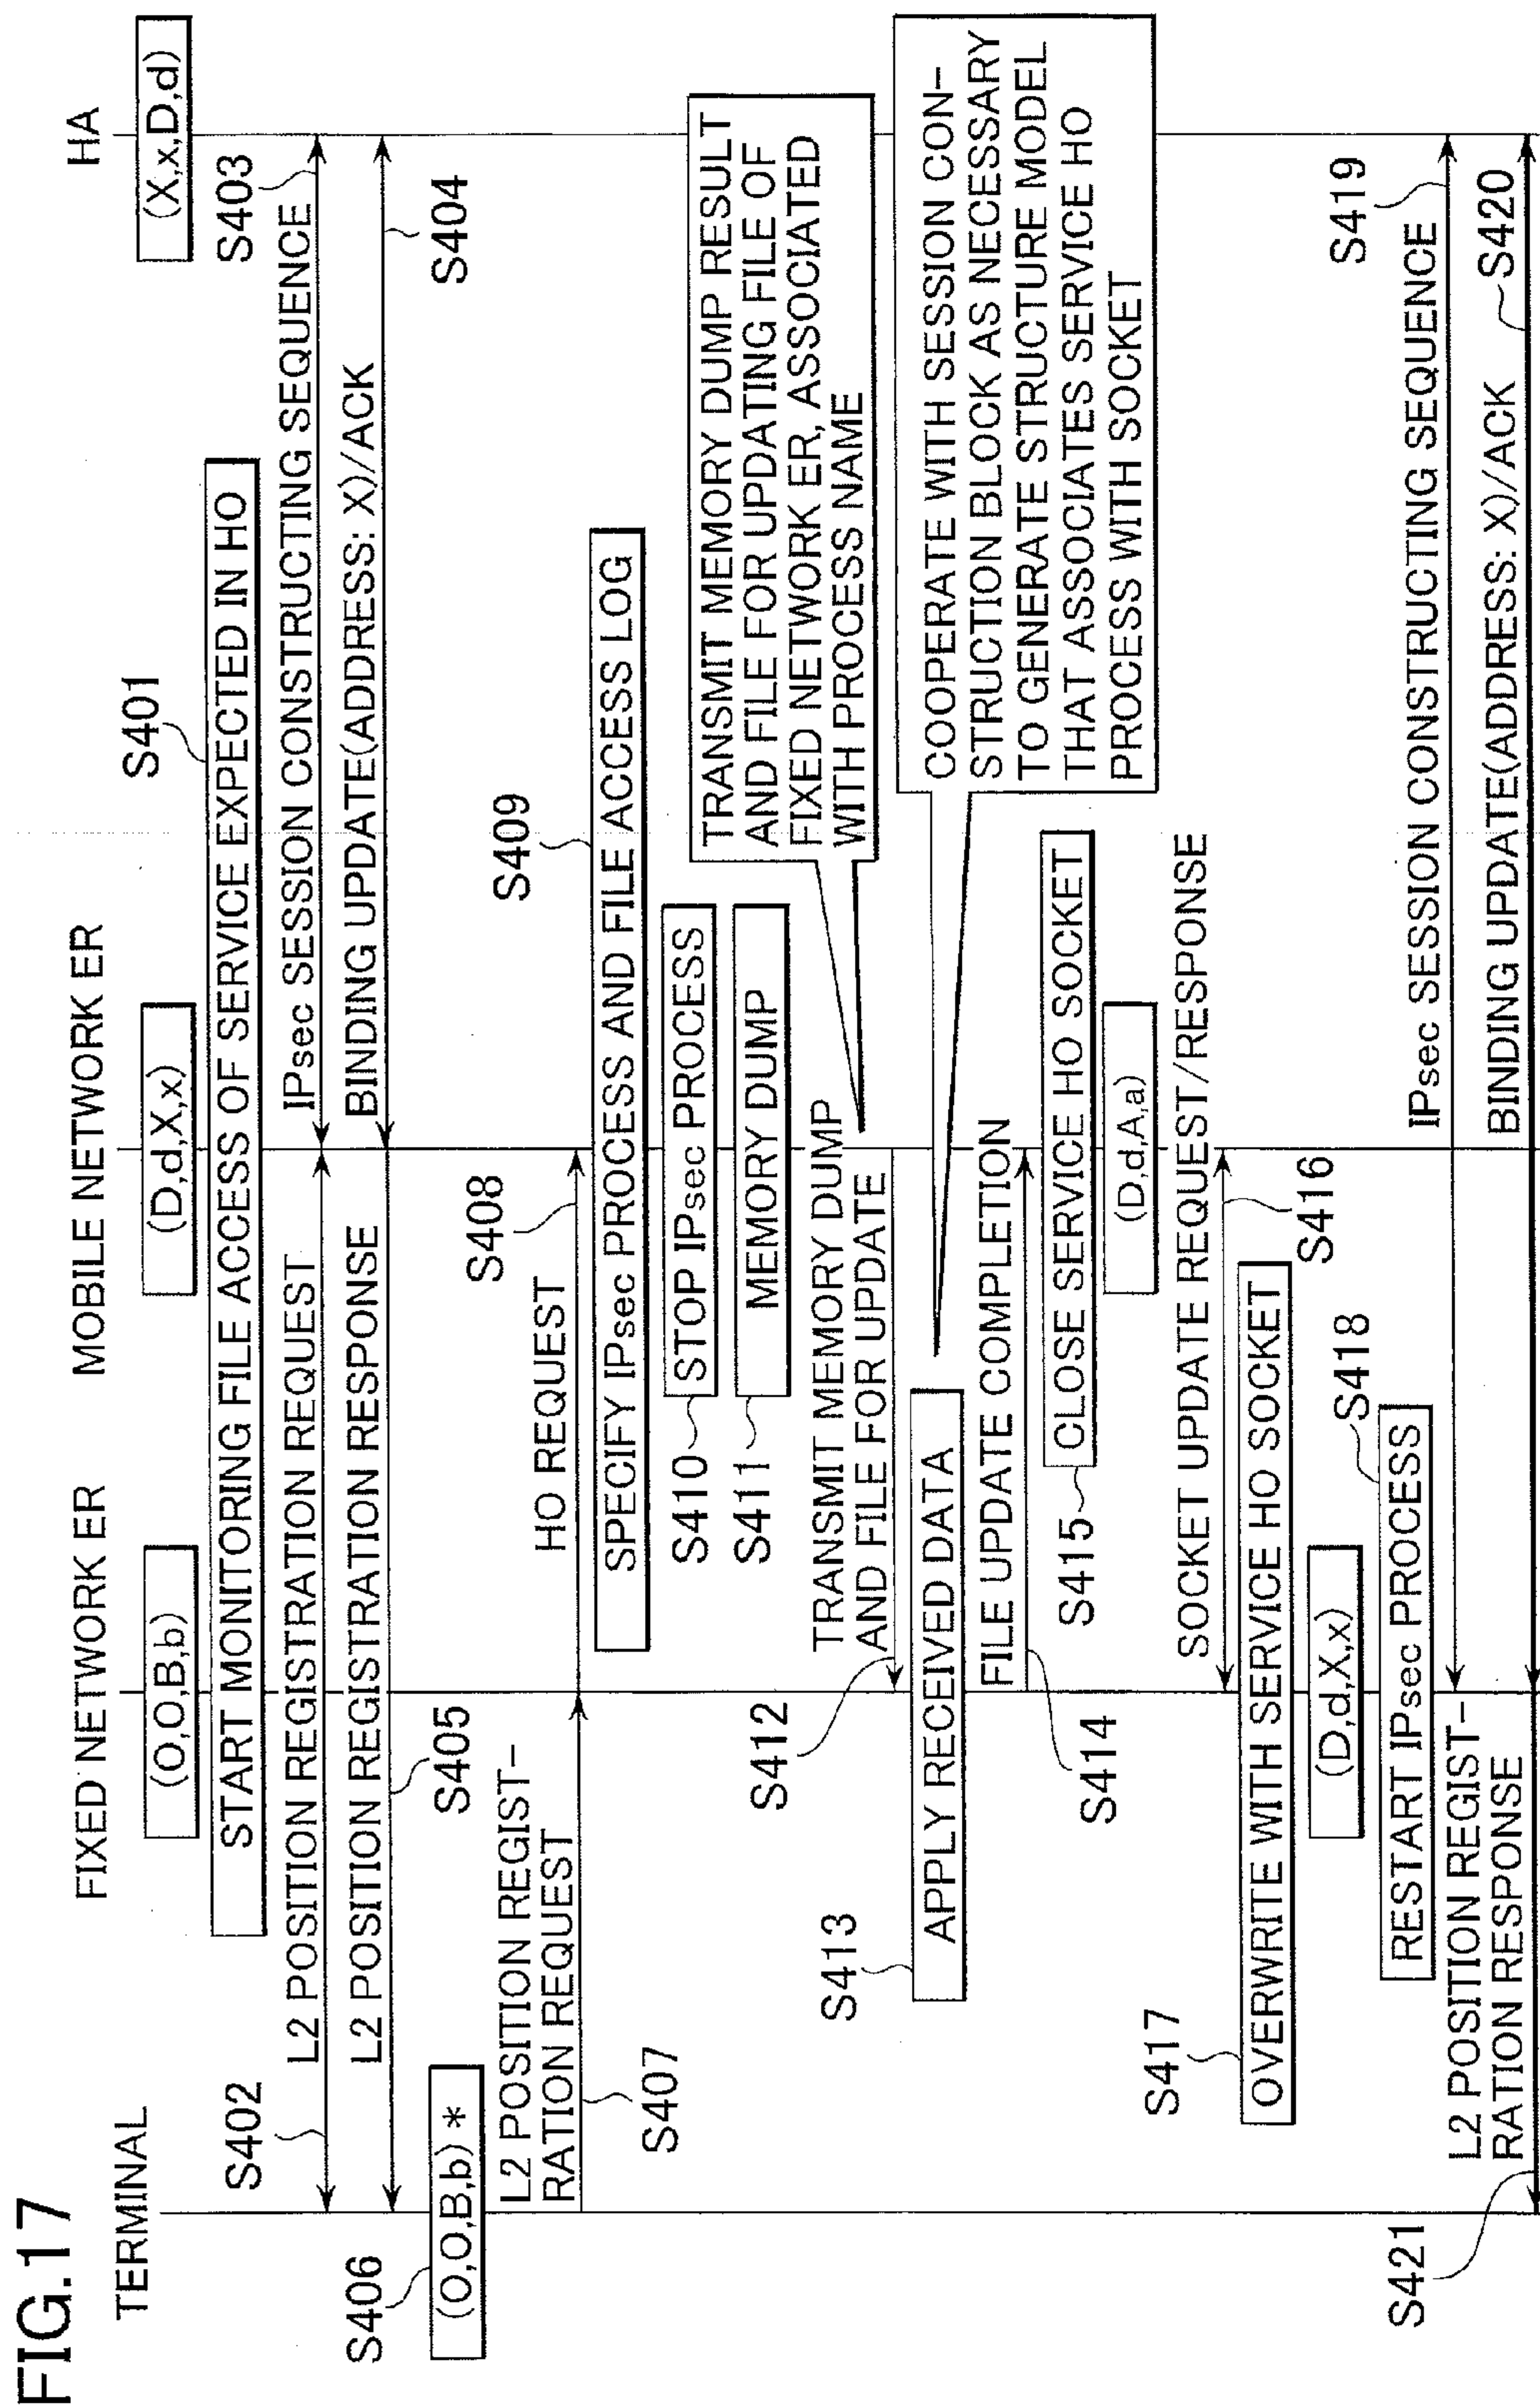 FIG.17
TERMINAL
FIXED NETWORK ER
MOBILE NETWORK ER
HA
(O,O,B,b)
(D,d,X,x)
(X,x,D,d)
S401
START MONITORING FILE ACCESS OF SERVICE EXPECTED IN HO
S402
L2 POSITION REGISTRATION REQUEST
IPsec SESSION CONSTRUCTING SEQUENCE
S403
L2 POSITION REGISTRATION RESPONSE
BINDING UPDATE(ADDRESS: X)/ACK
S404
S405
S406
(O,O,B,b) *
L2 POSITION REGIST-
RATION REQUEST
S407
HO REQUEST
S408
S409
SPECIFY IPsec PROCESS AND FILE ACCESS LOG
S410
STOP IPsec PROCESS
S411
MEMORY DUMP
TRANSMIT MEMORY DUMP RESULT
AND FILE FOR UPDATING FILE OF
FIXED NETWORK ER, ASSOCIATED
WITH PROCESS NAME
S412
TRANSMIT MEMORY DUMP
AND FILE FOR UPDATE
S413
APPLY RECEIVED DATA
COOPERATE WITH SESSION CON-
STRUCTION BLOCK AS NECESSARY
TO GENERATE STRUCTURE MODEL
THAT ASSOCIATES SERVICE HO
PROCESS WITH SOCKET
FILE UPDATE COMPLETION
S414
S415
CLOSE SERVICE HO SOCKET
(D,d,A,a)
SOCKET UPDATE REQUEST/RESPONSE
S416
S417
OVERWRITE WITH SERVICE HO SOCKET
(D,d,X,x)
S418
RESTART IPsec PROCESS
IPsec SESSION CONSTRUCTING SEQUENCE
S419
L2 POSITION REGIST-
RATION RESPONSE
BINDING UPDATE(ADDRESS: X)/ACK
S420
S421